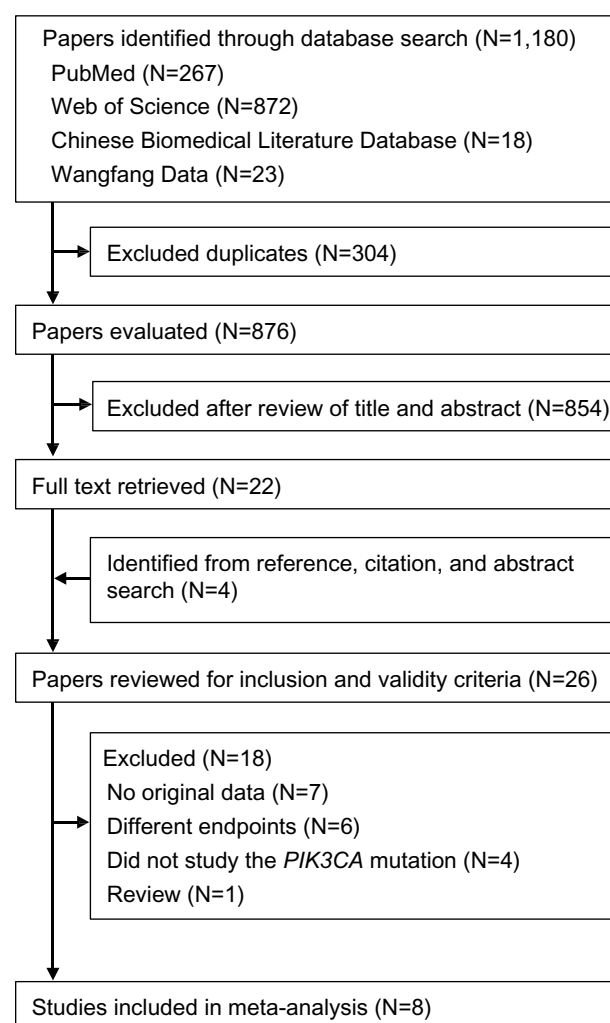 Papers identified through database search (N=1,180)
PubMed (N=267)
Web of Science (N=872)
Chinese Biomedical Literature Database (N=18)
Wangfang Data (N=23)
Excluded duplicates (N=304)
Papers evaluated (N=876)
Excluded after review of title and abstract (N=854)
Full text retrieved (N=22)
Identified from reference, citation, and abstract
search (N=4)
Papers reviewed for inclusion and validity criteria (N=26)
Excluded (N=18)
No original data (N=7)
Different endpoints (N=6)
Did not study the PIK3CA mutation (N=4)
Review (N=1)
Studies included in meta-analysis (N=8)